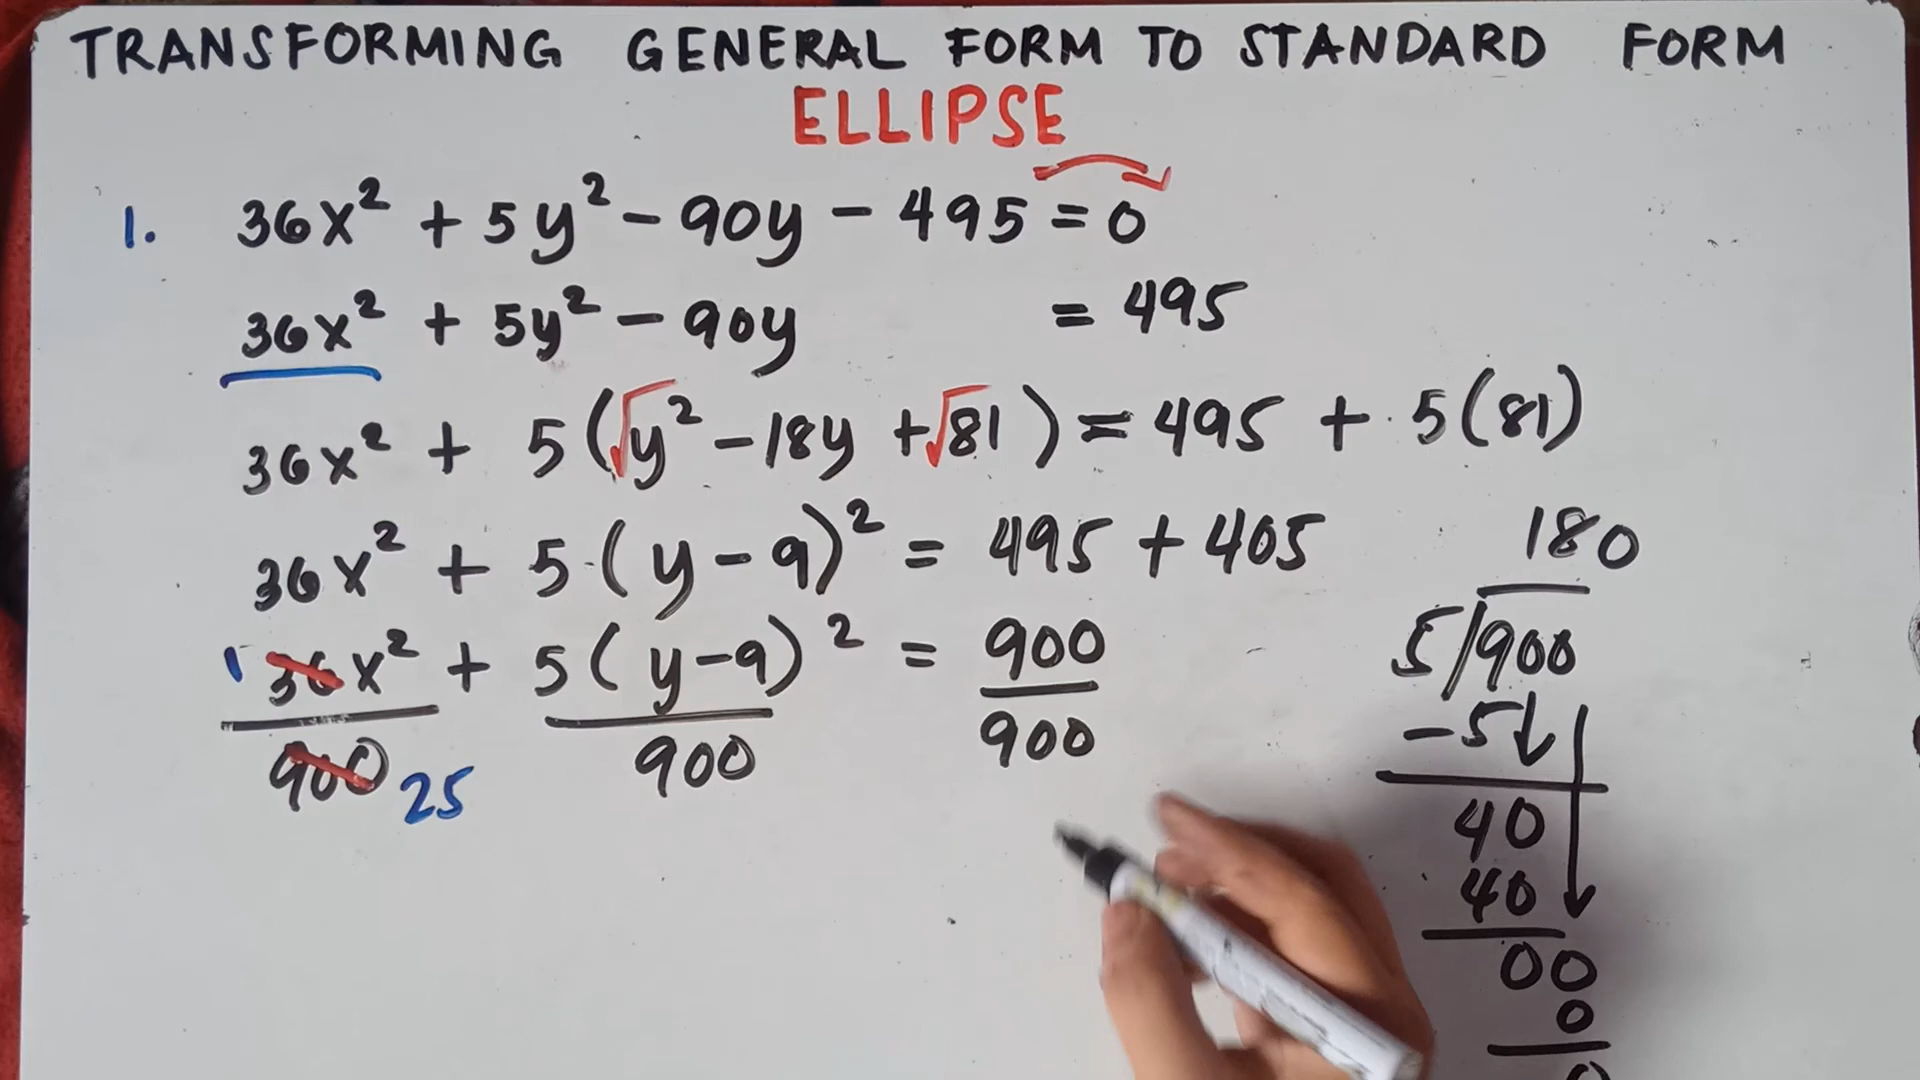 TRANSFORMING GENERAL FORM TO STANDARD FORM
ELLIPSE
1. 36x² + 5y² - 90y - 495 = 0
36x² + 5y² - 90y = 495
36x² + 5(√y² - 18y + √81) = 495 + 5(81)
36x² + 5(y - 9)² = 495 + 405
1 36x² + 5(y-9)² = 900
900 25 900 900
180
5/900
-5
40
40
00
0
0